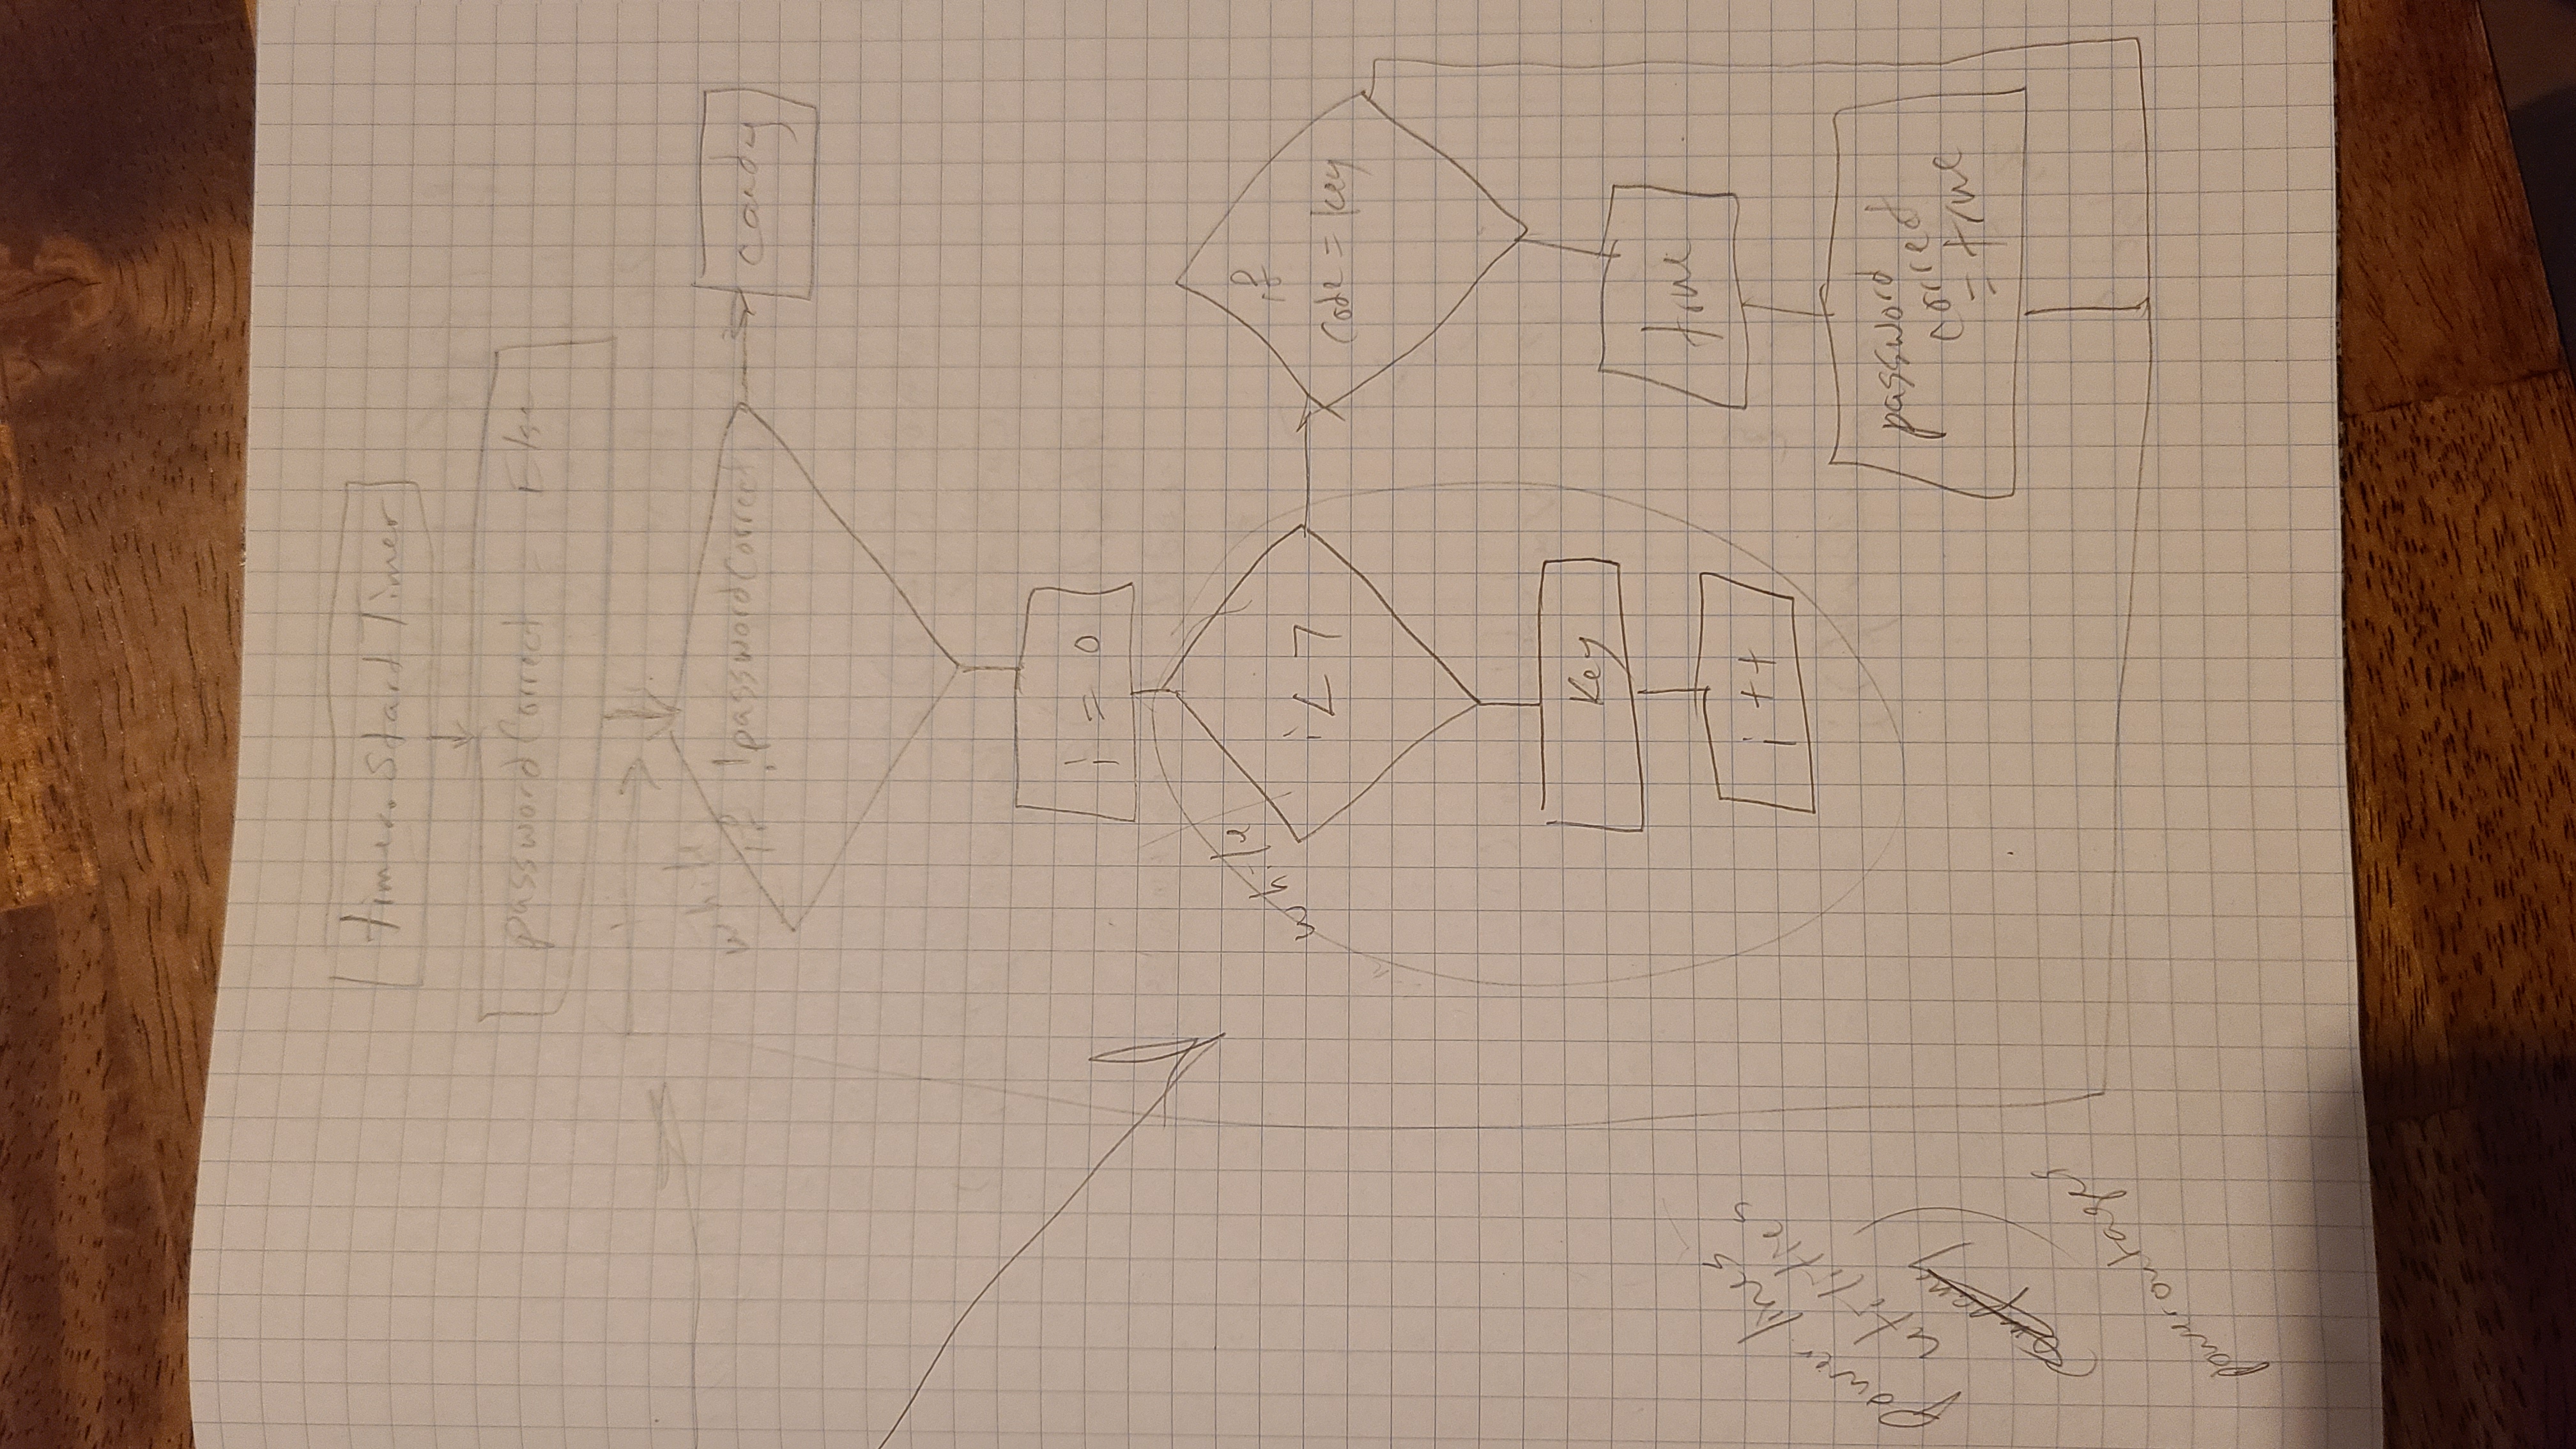 timer.StartTimer
passwordCorrect = Else
while
if !passwordCorrect
candy
i = 0
while
i < 7
if
code = key
Key
true
i ++
password
correct
= true
Power lines
utilities
company
power outages